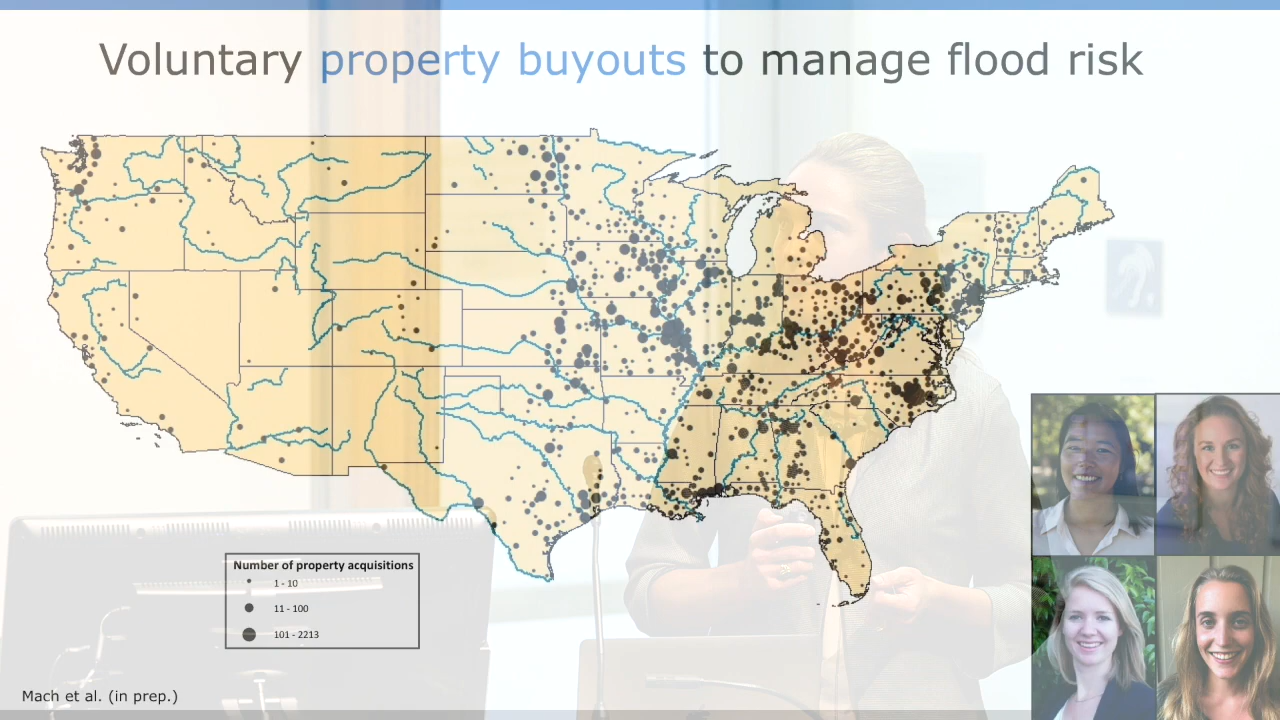 Voluntary property buyouts to manage flood risk
Number of property acquisitions
1 - 10
11 - 100
101 - 2213
Mach et al. (in prep.)